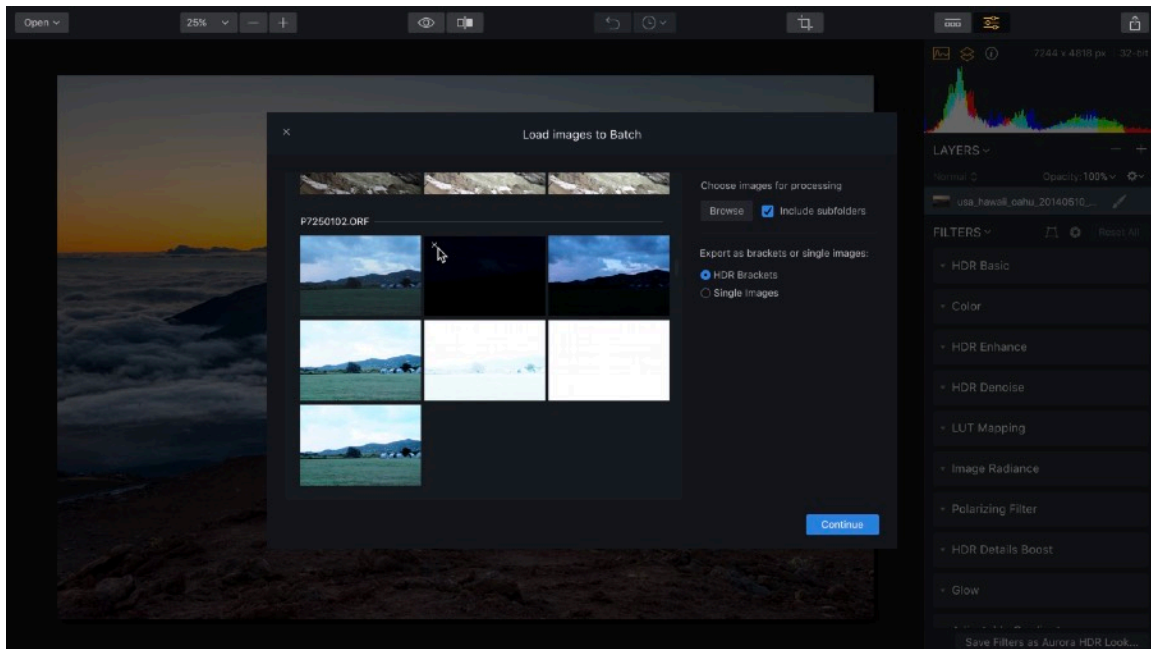 Open
25%
7244 x 4818 px
32-bit
Load images to Batch
LAYERS
Normal
Opacity:100%
usa_hawaii_oahu_20140610_...
FILTERS
Reset All
HDR Basic
Color
HDR Enhance
HDR Denoise
LUT Mapping
Image Radiance
Polarizing Filter
HDR Details Boost
Glow
Save Filters as Aurora HDR Look...
P7250102.ORF
Choose images for processing
Browse
Include subfolders
Export as brackets or single images:
HDR Brackets
Single Images
Continue